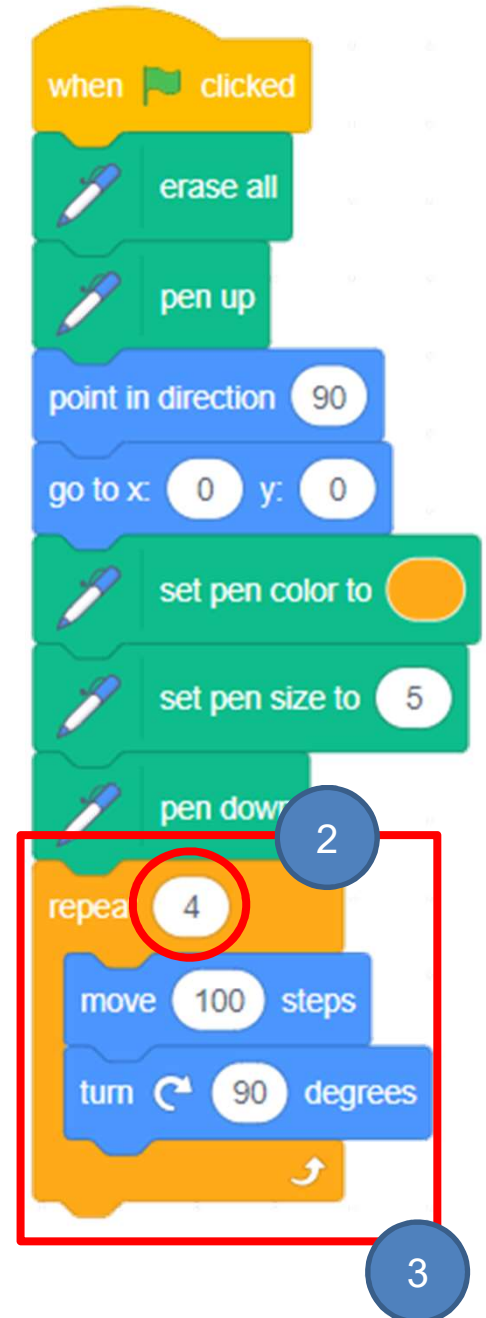 when clicked
erase all
pen up
point in direction 90
go to x: 0 y: 0
set pen color to
set pen size to 5
pen down
2
repea 4
move 100 steps
turn 90 degrees
3